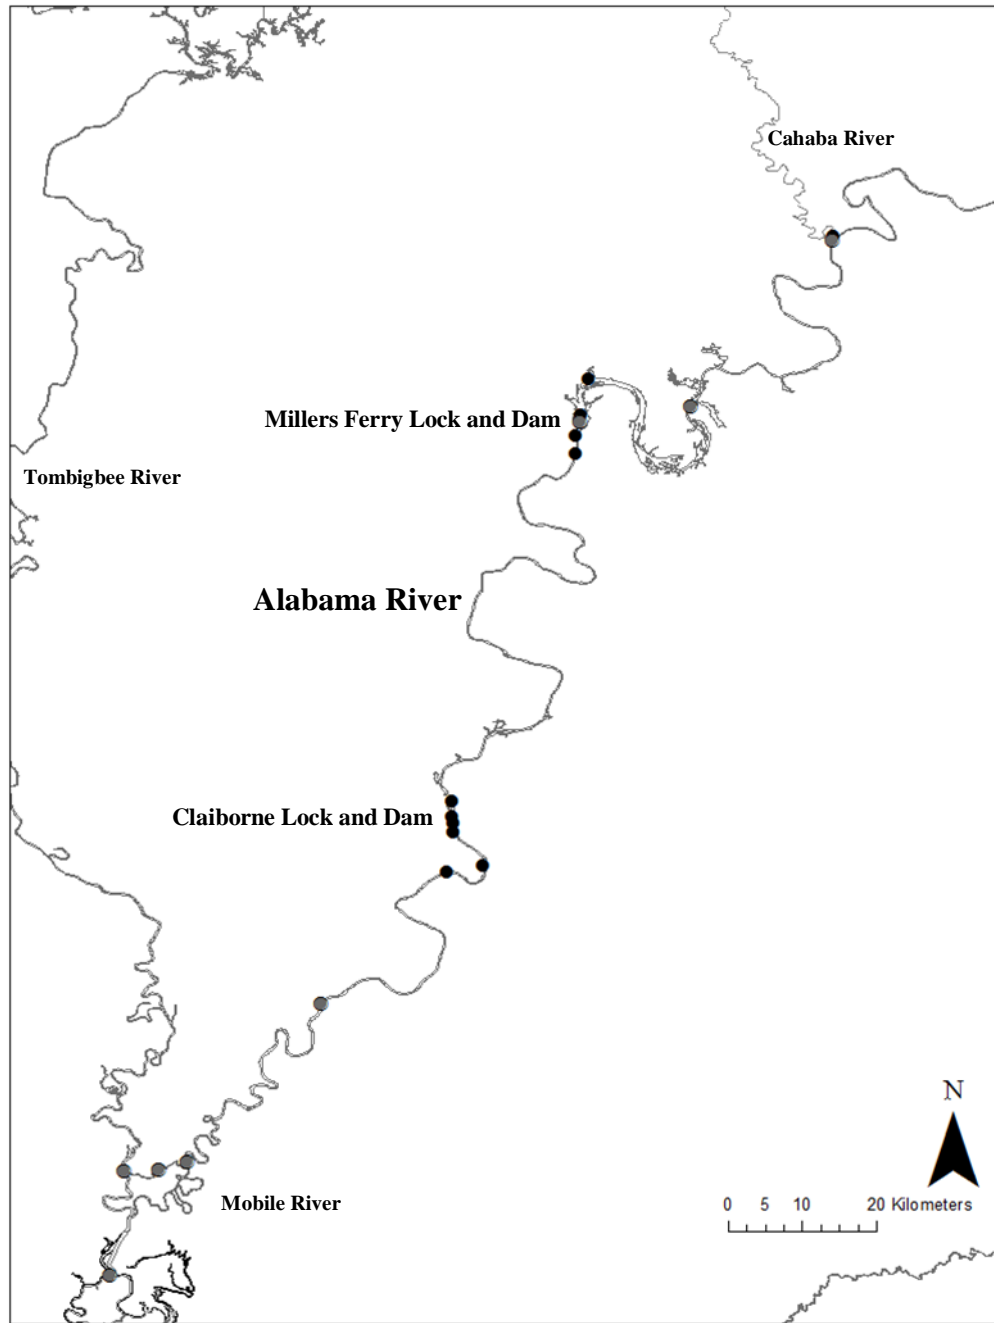 Cahaba River
Millers Ferry Lock and Dam
Tombigbee River
Alabama River
Claiborne Lock and Dam
N
Mobile River
0 5 10 20 Kilometers